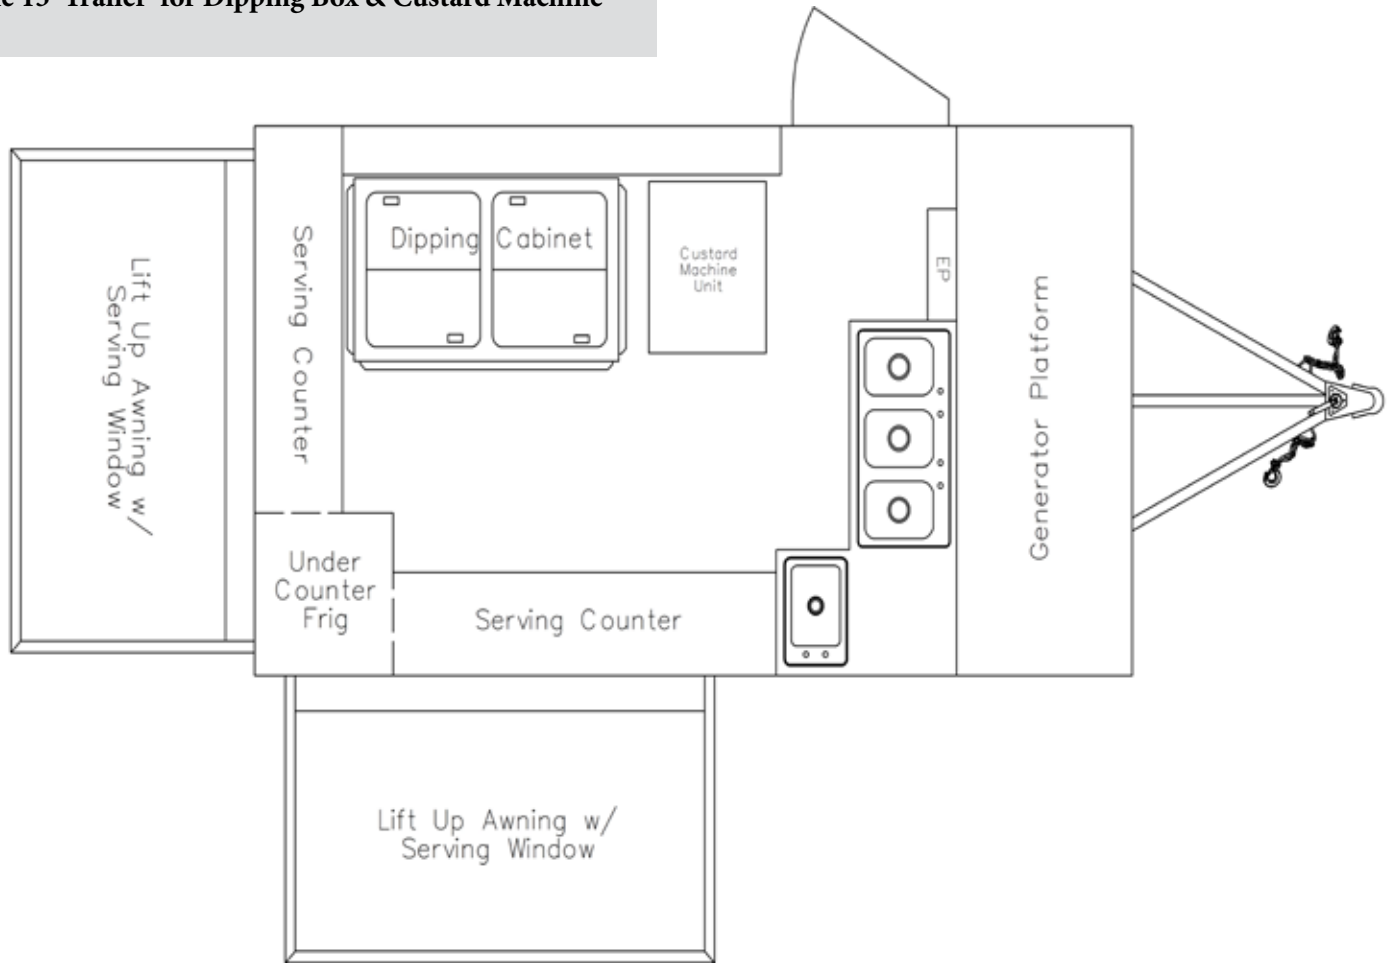 13' Trailer for Dipping Box & Custard Machine
Dipping Cabinet
Custard
Machine
Unit
EP
Serving Counter
Lift Up Awning w/
Serving Window
Generator Platform
Under
Counter
Frig
Serving Counter
Lift Up Awning w/
Serving Window